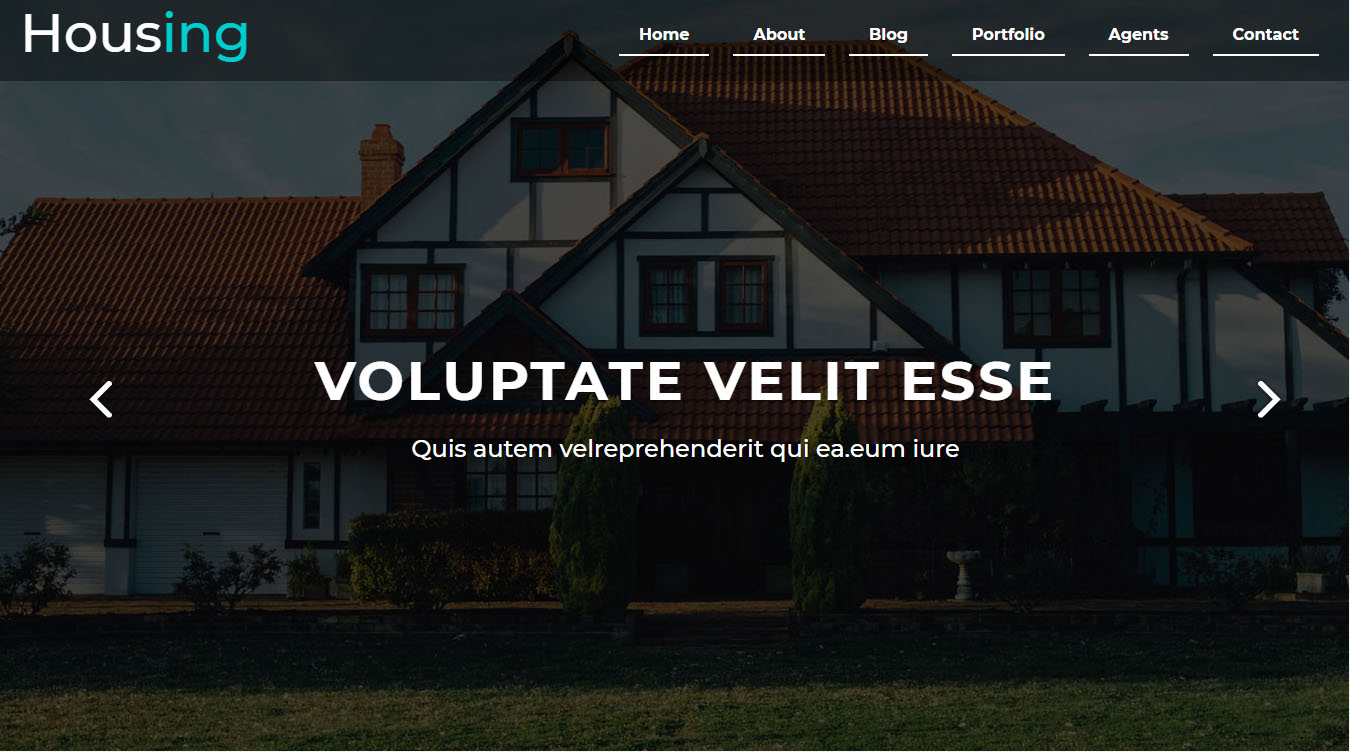 Housing
Home About Blog Portfolio Agents Contact
VOLUPTATE VELIT ESSE
Quis autem velreprehenderit qui ea.eum iure